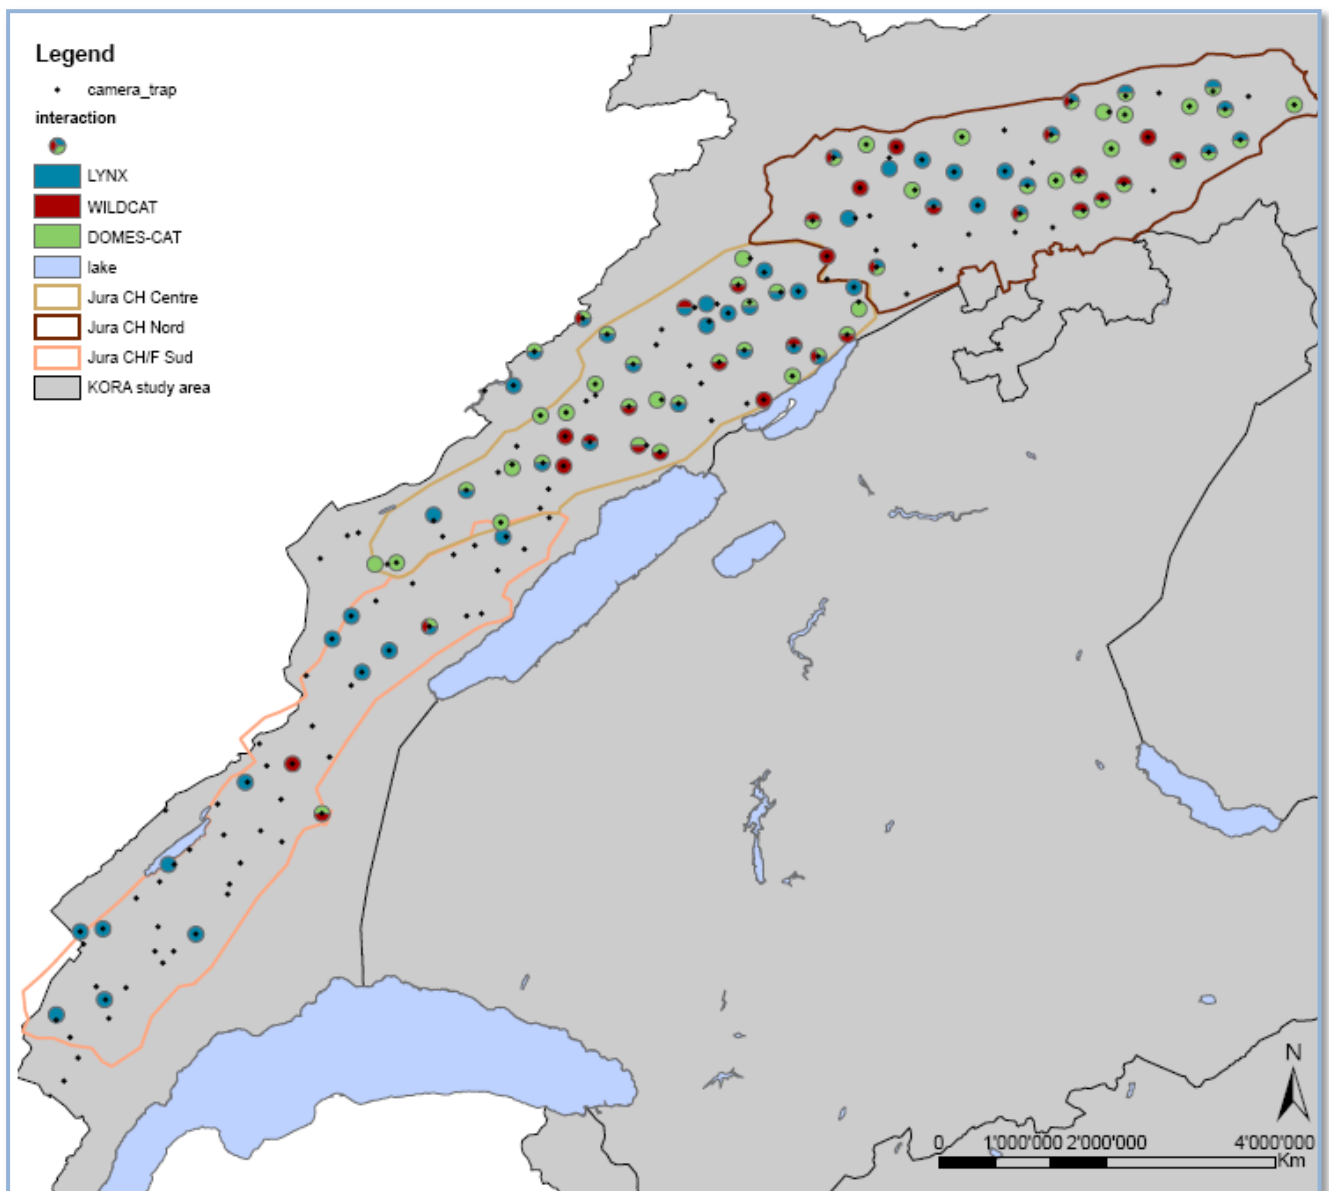 Legend
camera_trap
interaction
LYNX
WILDCAT
DOMES-CAT
lake
Jura CH Centre
Jura CH Nord
Jura CH/F Sud
KORA study area
N
0 1'000'000 2'000'000 4'000'000
Km